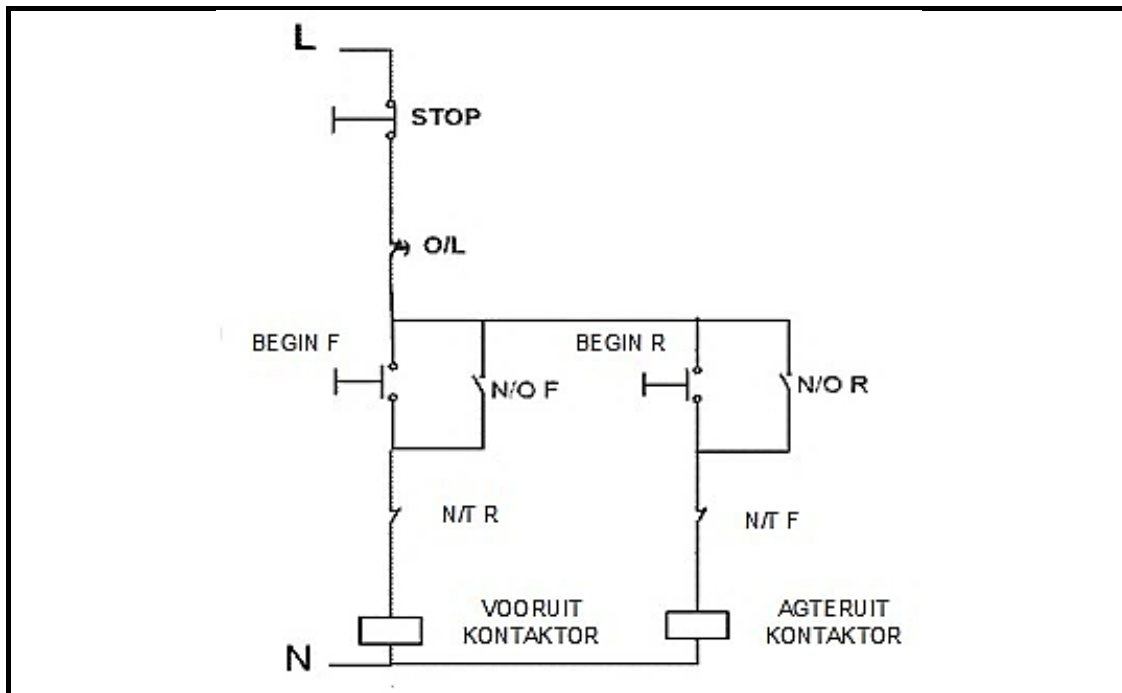 L
STOP
O/L
BEGIN F
BEGIN R
N/O F
N/O R
N/T R
N/T F
VOORUIT
KONTAKTOR
AGTERUIT
KONTAKTOR
N